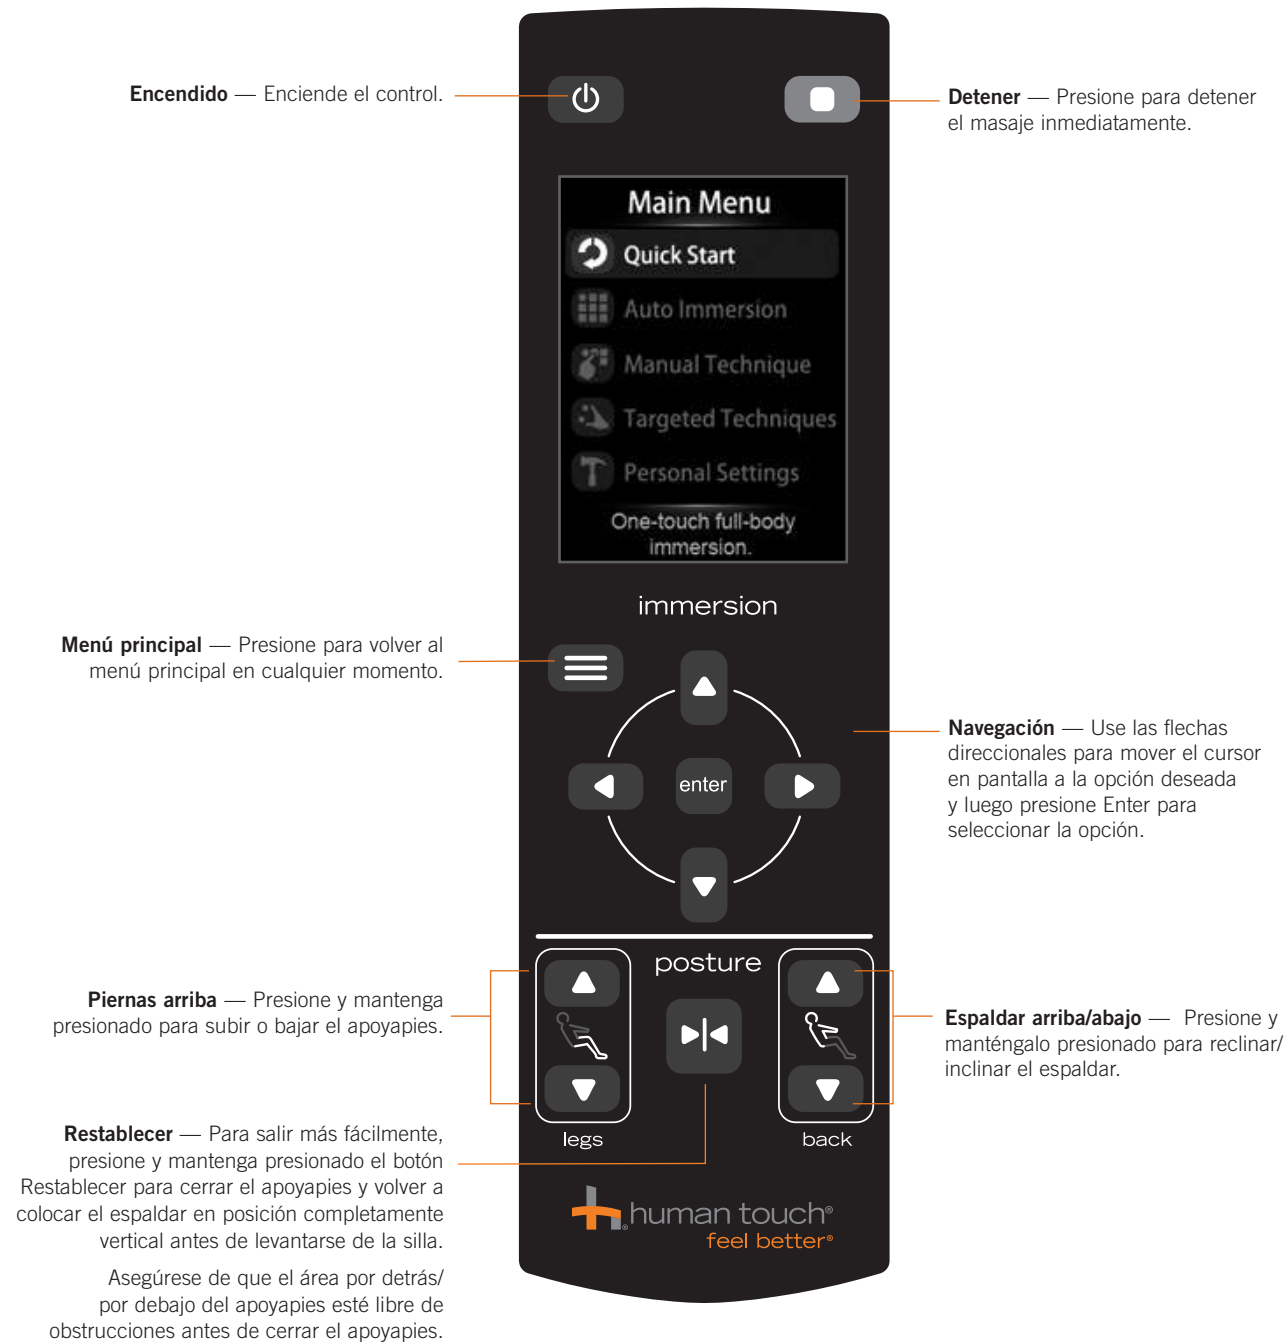 Encendido — Enciende el control.
Detener — Presione para detener
el masaje inmediatamente.
Main Menu
Quick Start
Auto Immersion
Manual Technique
Targeted Techniques
Personal Settings
One-touch full-body
immersion.
immersion
Menú principal — Presione para volver al
menú principal en cualquier momento.
enter
Navegación — Use las flechas
direccionales para mover el cursor
en pantalla a la opción deseada
y luego presione Enter para
seleccionar la opción.
posture
Piernas arriba — Presione y mantenga
presionado para subir o bajar el apoyapies.
Espaldar arriba/abajo — Presione y
manténgalo presionado para reclinar/
inclinar el espaldar.
legs
back
Restablecer — Para salir más fácilmente,
presione y mantenga presionado el botón
Restablecer para cerrar el apoyapies y volver a
colocar el espaldar en posición completamente
vertical antes de levantarse de la silla.
Asegúrese de que el área por detrás/
por debajo del apoyapies esté libre de
obstrucciones antes de cerrar el apoyapies.
human touch®
feel better®